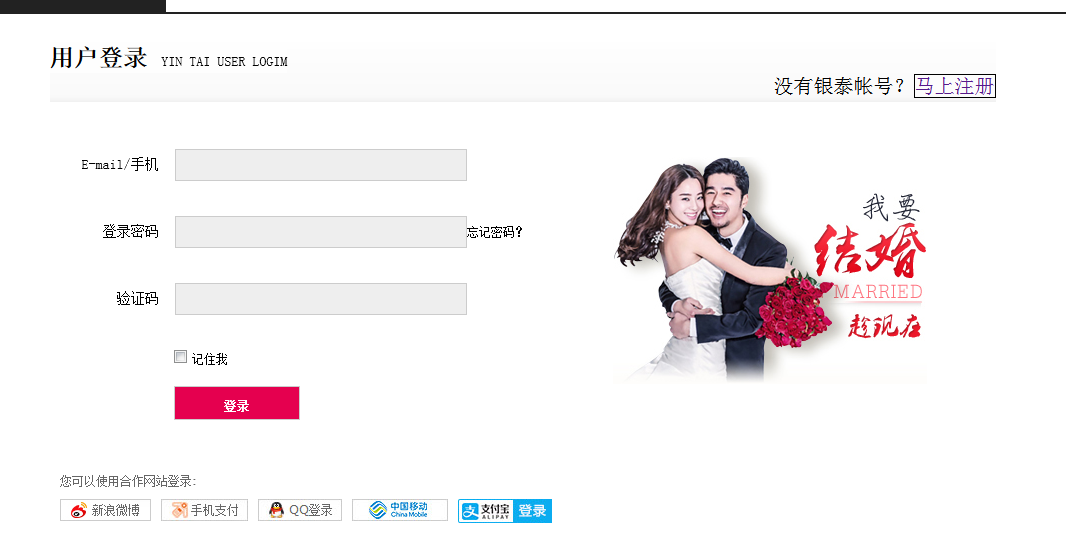 用户登录 YIN TAI USER LOGIM
没有银泰帐号？马上注册
E-mail/手机
登录密码 忘记密码？
验证码
记住我
登录
我要
结婚
MARRIED
趁现在
您可以使用合作网站登录：
新浪微博 手机支付 QQ登录 中国移动 China Mobile 支付宝 ALIPAY 登录